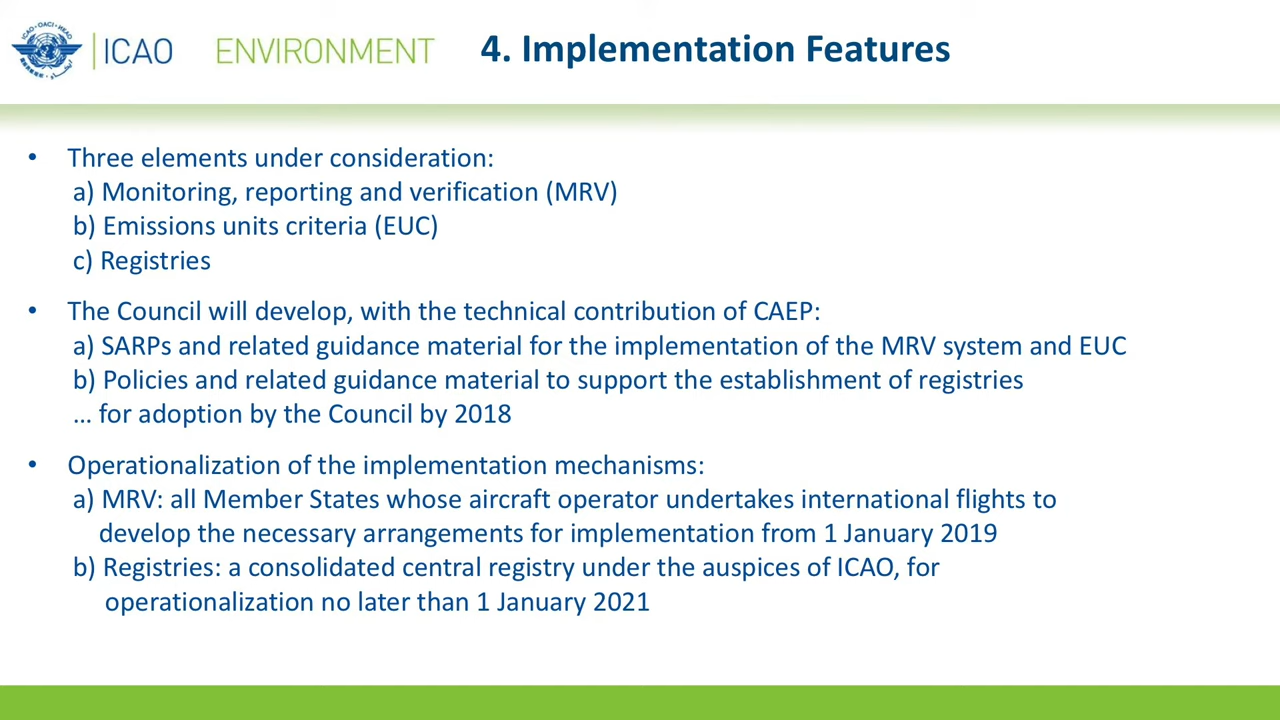 ICAO
ENVIRONMENT
4. Implementation Features
• Three elements under consideration:
a) Monitoring, reporting and verification (MRV)
b) Emissions units criteria (EUC)
c) Registries
• The Council will develop, with the technical contribution of CAEP:
a) SARPs and related guidance material for the implementation of the MRV system and EUC
b) Policies and related guidance material to support the establishment of registries
... for adoption by the Council by 2018
• Operationalization of the implementation mechanisms:
a) MRV: all Member States whose aircraft operator undertakes international flights to
develop the necessary arrangements for implementation from 1 January 2019
b) Registries: a consolidated central registry under the auspices of ICAO, for
operationalization no later than 1 January 2021